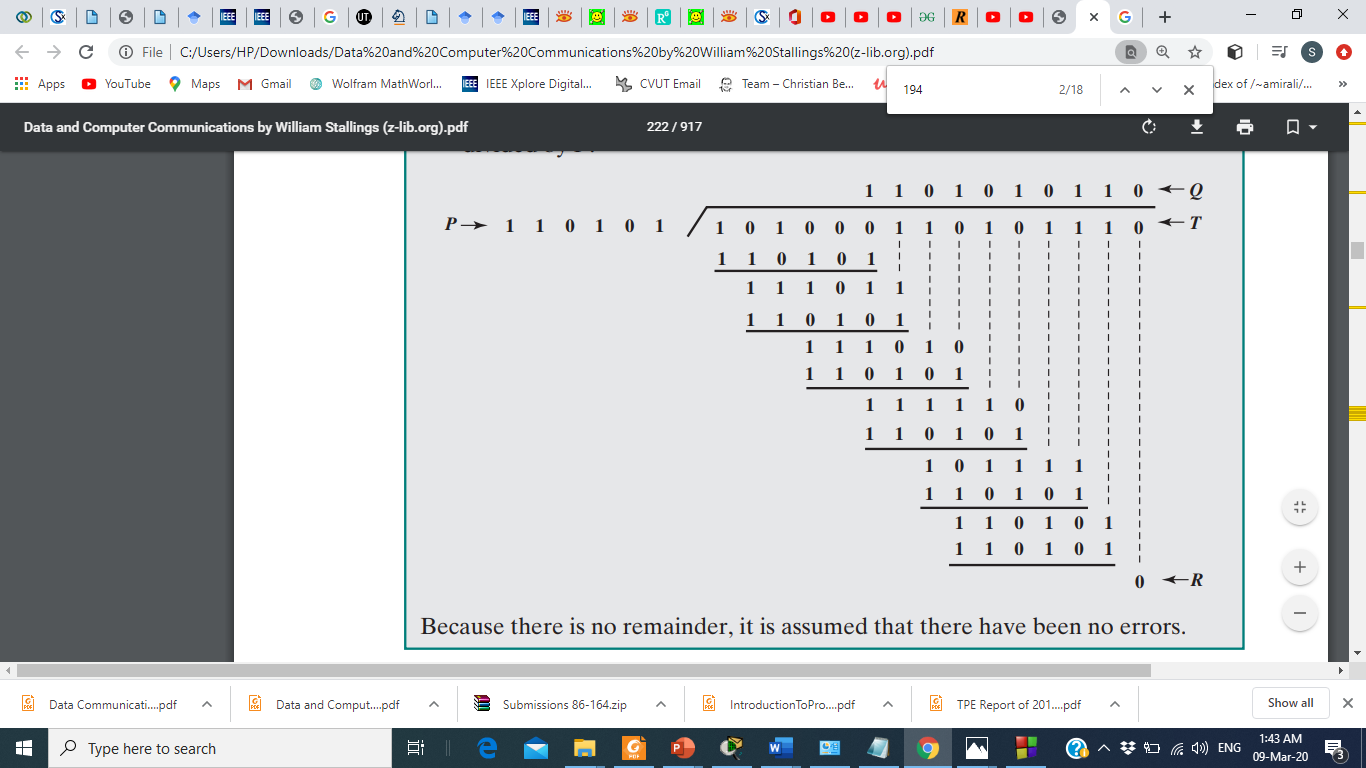 File C:/Users/HP/Downloads/Data%20and%20Computer%20Communications%20by%20William%20Stallings%20(z-lib.org).pdf
Apps YouTube Maps Gmail Wolfram MathWorl... IEEE Xplore Digital... CVUT Email Team – Christian Be... dex of /~amirali/... »
194 2/18
Data and Computer Communications by William Stallings (z-lib.org).pdf 222 / 917
1 1 0 1 0 1 0 1 1 0 ← Q
P → 1 1 0 1 0 1 1 0 1 0 0 0 1 1 0 1 0 1 1 1 0 ← T
1 1 0 1 0 1
1 1 1 0 1 1
1 1 0 1 0 1
1 1 1 0 1 0
1 1 0 1 0 1
1 1 1 1 1 0
1 1 0 1 0 1
1 0 1 1 1 1
1 1 0 1 0 1
1 1 0 1 0 1
1 1 0 1 0 1
0 ← R
Because there is no remainder, it is assumed that there have been no errors.
Data Communicati....pdf Data and Comput....pdf Submissions 86-164.zip IntroductionToPro....pdf TPE Report of 201....pdf Show all
Type here to search ENG 1:43 AM
09-Mar-20 3